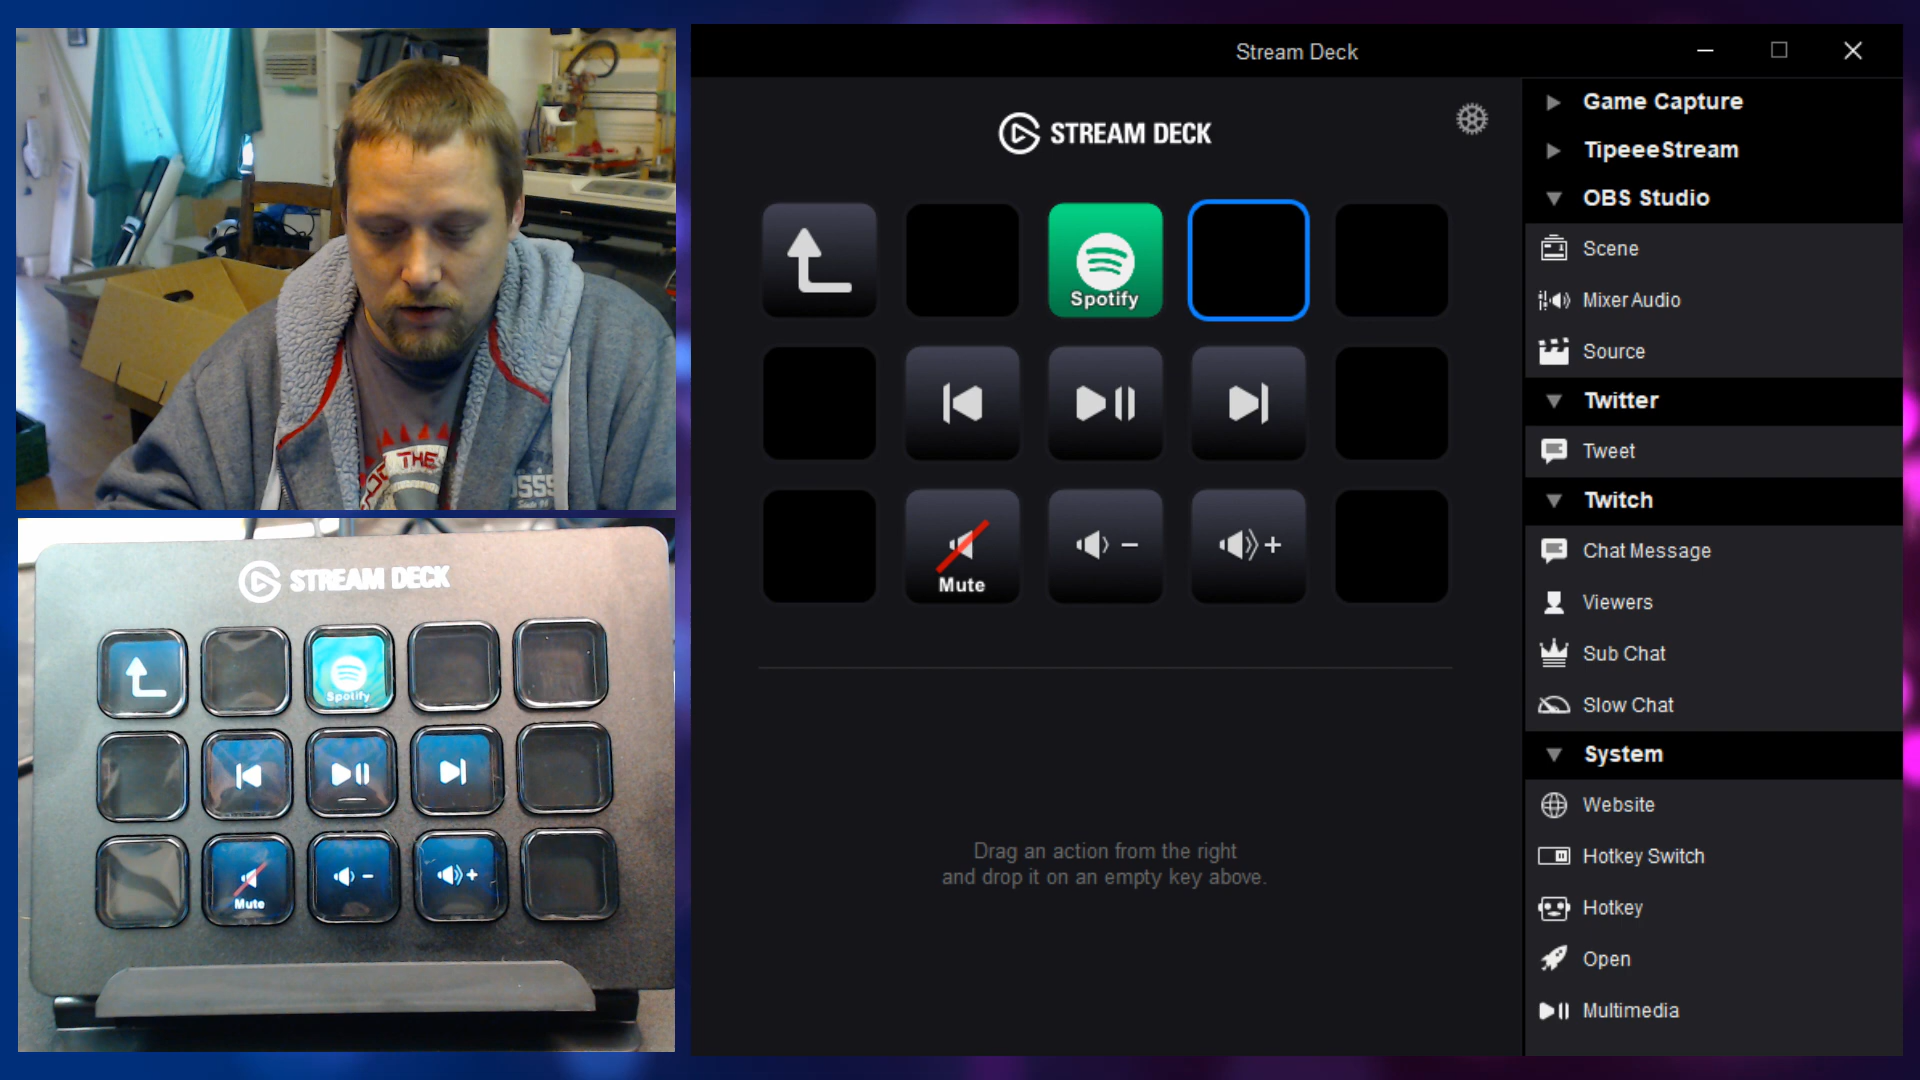 Stream Deck
STREAM DECK
Spotify
Mute
Drag an action from the right
and drop it on an empty key above.
Game Capture
TipeeeStream
OBS Studio
Scene
Mixer Audio
Source
Twitter
Tweet
Twitch
Chat Message
Viewers
Sub Chat
Slow Chat
System
Website
Hotkey Switch
Hotkey
Open
Multimedia
THE
STREAM DECK
Spotify
Mute